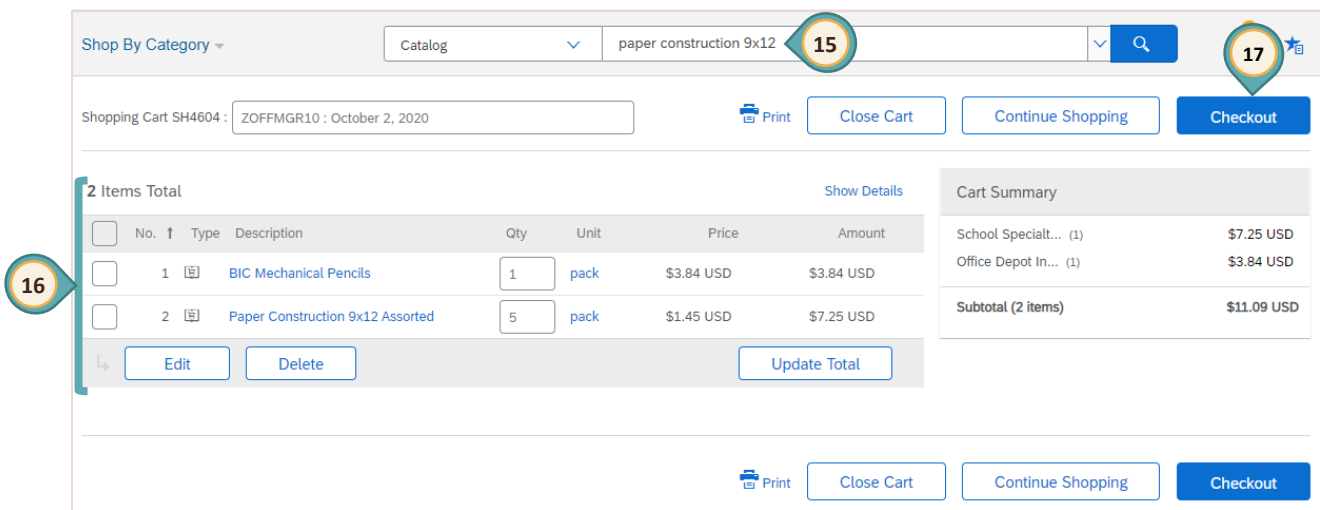 Shop By Category Catalog paper construction 9x12 15 17
Shopping Cart SH4604 : ZOFFMGR10 : October 2, 2020 Print Close Cart Continue Shopping Checkout
2 Items Total Show Details Cart Summary
No. ↑ Type Description Qty Unit Price Amount School Specialt... (1) $7.25 USD
16 1 BIC Mechanical Pencils 1 pack $3.84 USD $3.84 USD Office Depot In... (1) $3.84 USD
2 Paper Construction 9x12 Assorted 5 pack $1.45 USD $7.25 USD Subtotal (2 items) $11.09 USD
Edit Delete Update Total
Print Close Cart Continue Shopping Checkout